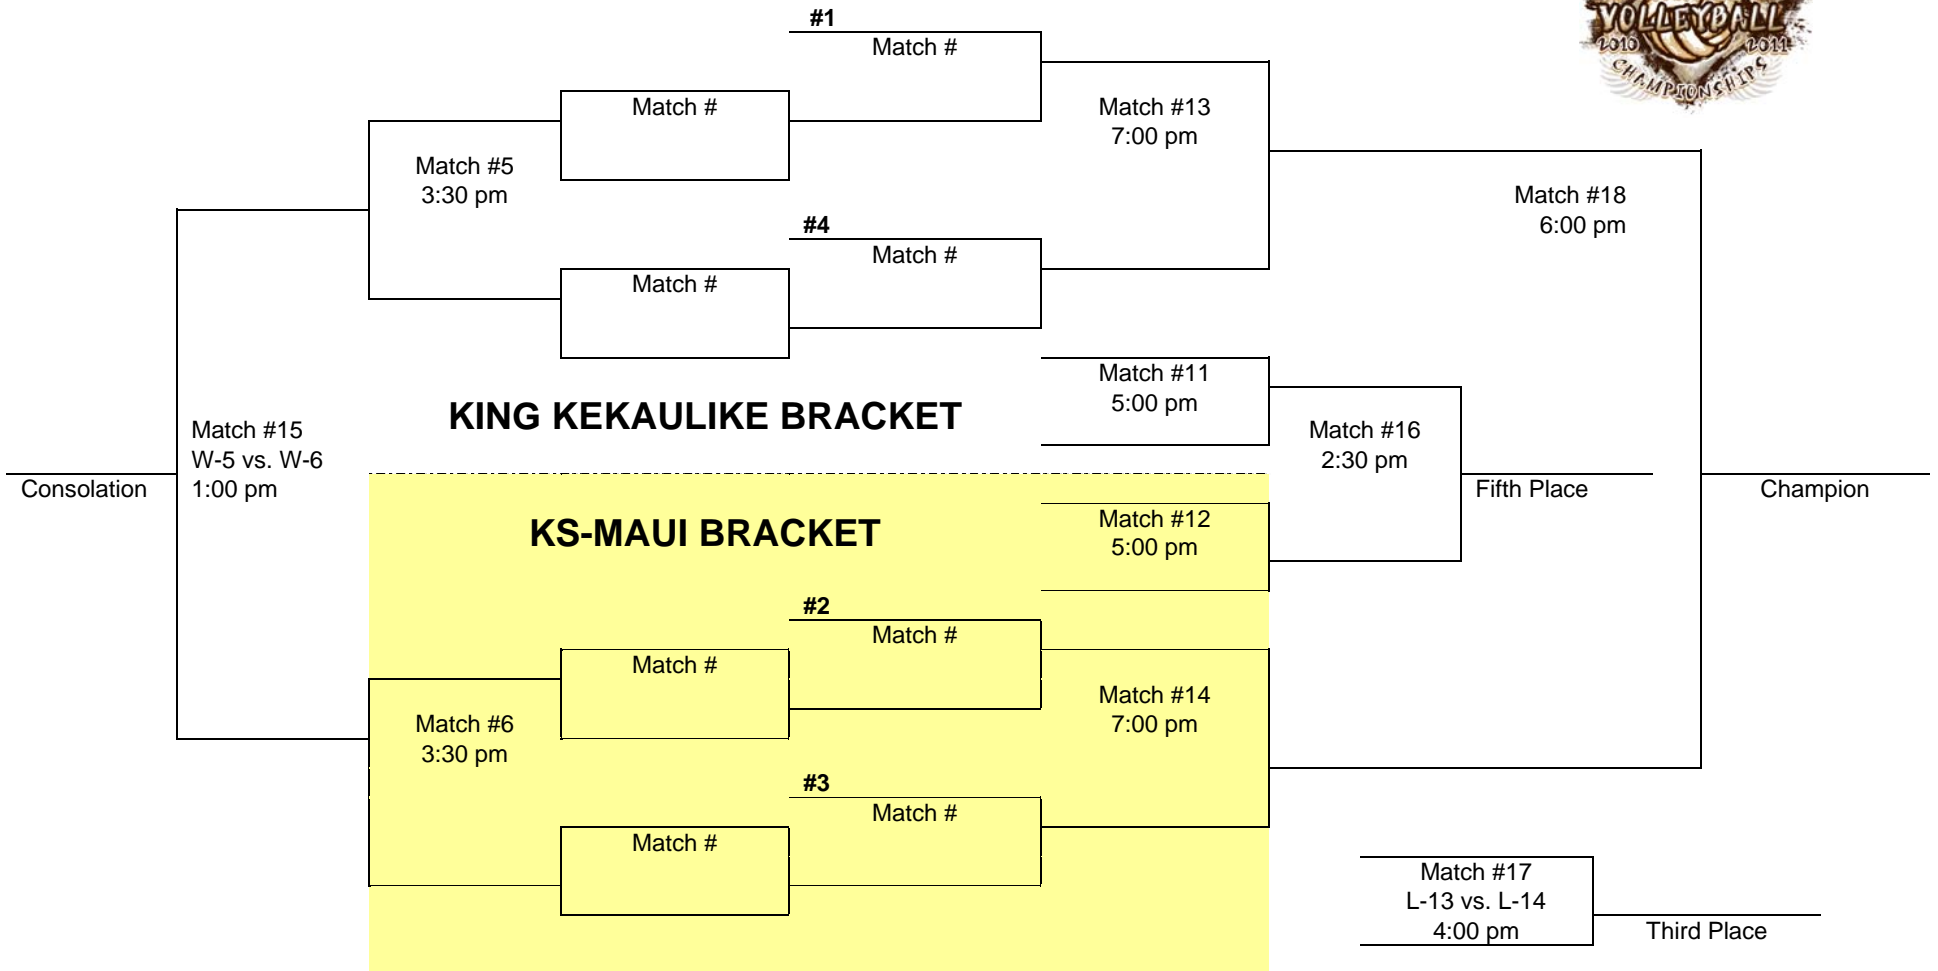 VOLLEYBALL
2010 2011
CHAMPIONSHIPS
#1
Match #
Match #
Match #13
7:00 pm
Match #5
3:30 pm
Match #18
6:00 pm
#4
Match #
Match #
Match #11
5:00 pm
KING KEKAULIKE BRACKET
Match #15
W-5 vs. W-6
1:00 pm
Match #16
2:30 pm
Consolation
Fifth Place
Champion
KS-MAUI BRACKET
Match #12
5:00 pm
#2
Match #
Match #
Match #14
7:00 pm
Match #6
3:30 pm
#3
Match #
Match #
Match #17
L-13 vs. L-14
4:00 pm
Third Place